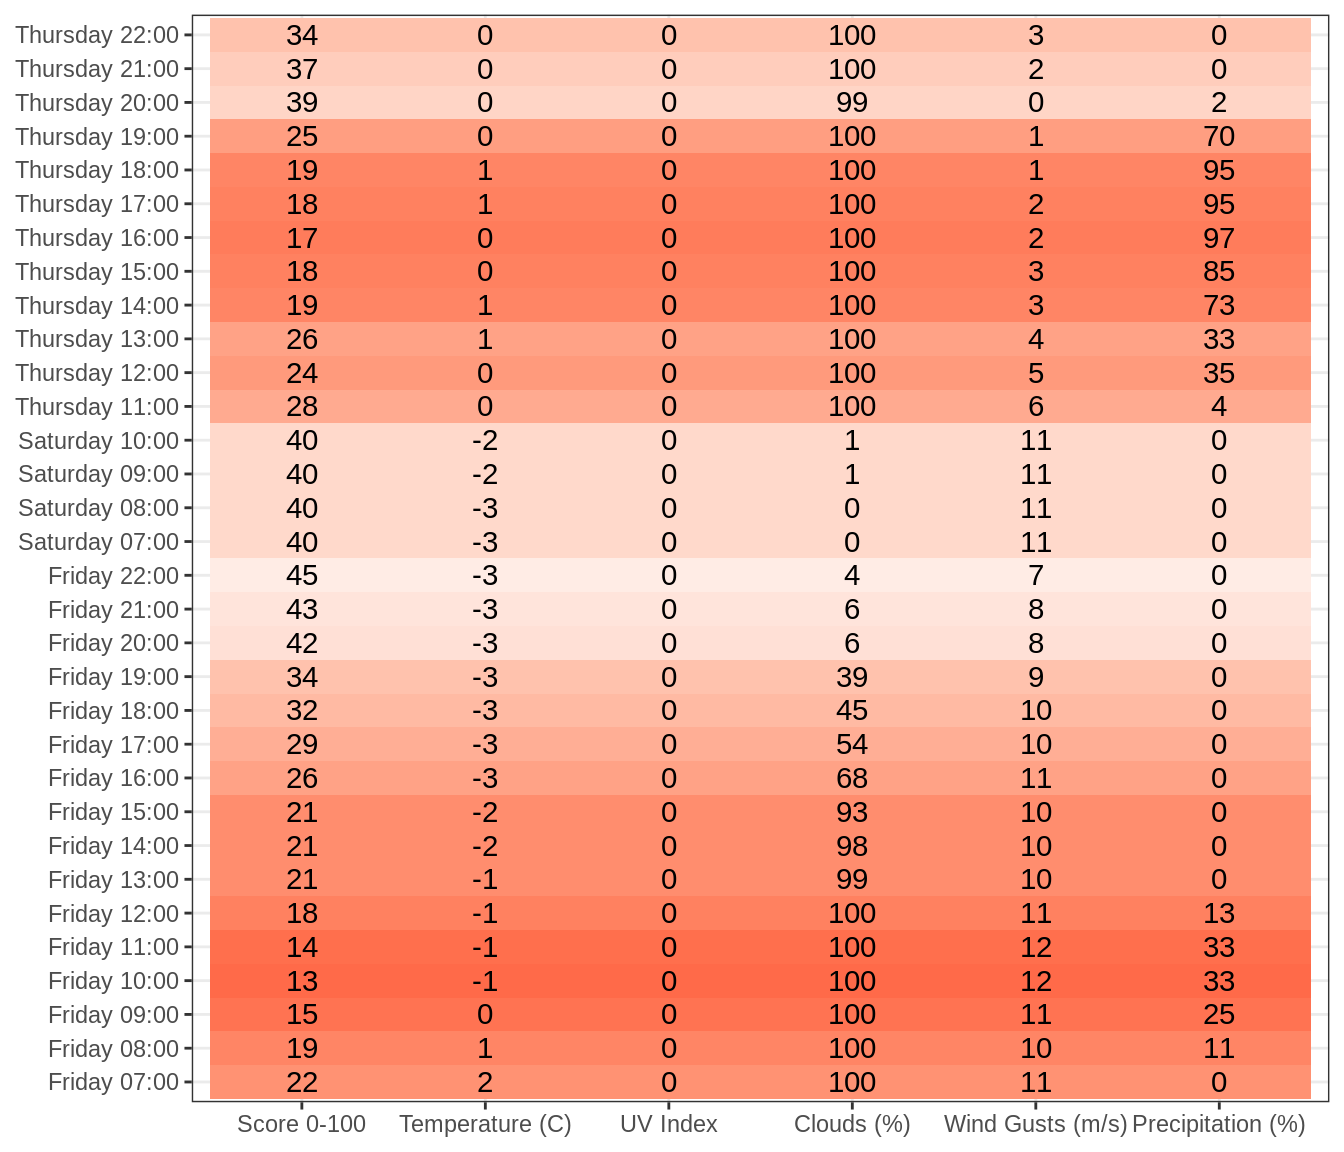 Thursday 22:00 34 0 0 100 3 0
Thursday 21:00 37 0 0 100 2 0
Thursday 20:00 39 0 0 99 0 2
Thursday 19:00 25 0 0 100 1 70
Thursday 18:00 19 1 0 100 1 95
Thursday 17:00 18 1 0 100 2 95
Thursday 16:00 17 0 0 100 2 97
Thursday 15:00 18 0 0 100 3 85
Thursday 14:00 19 1 0 100 3 73
Thursday 13:00 26 1 0 100 4 33
Thursday 12:00 24 0 0 100 5 35
Thursday 11:00 28 0 0 100 6 4
Saturday 10:00 40 -2 0 1 11 0
Saturday 09:00 40 -2 0 1 11 0
Saturday 08:00 40 -3 0 0 11 0
Saturday 07:00 40 -3 0 0 11 0
Friday 22:00 45 -3 0 4 7 0
Friday 21:00 43 -3 0 6 8 0
Friday 20:00 42 -3 0 6 8 0
Friday 19:00 34 -3 0 39 9 0
Friday 18:00 32 -3 0 45 10 0
Friday 17:00 29 -3 0 54 10 0
Friday 16:00 26 -3 0 68 11 0
Friday 15:00 21 -2 0 93 10 0
Friday 14:00 21 -2 0 98 10 0
Friday 13:00 21 -1 0 99 10 0
Friday 12:00 18 -1 0 100 11 13
Friday 11:00 14 -1 0 100 12 33
Friday 10:00 13 -1 0 100 12 33
Friday 09:00 15 0 0 100 11 25
Friday 08:00 19 1 0 100 10 11
Friday 07:00 22 2 0 100 11 0
Score 0-100 Temperature (C) UV Index Clouds (%) Wind Gusts (m/s) Precipitation (%)